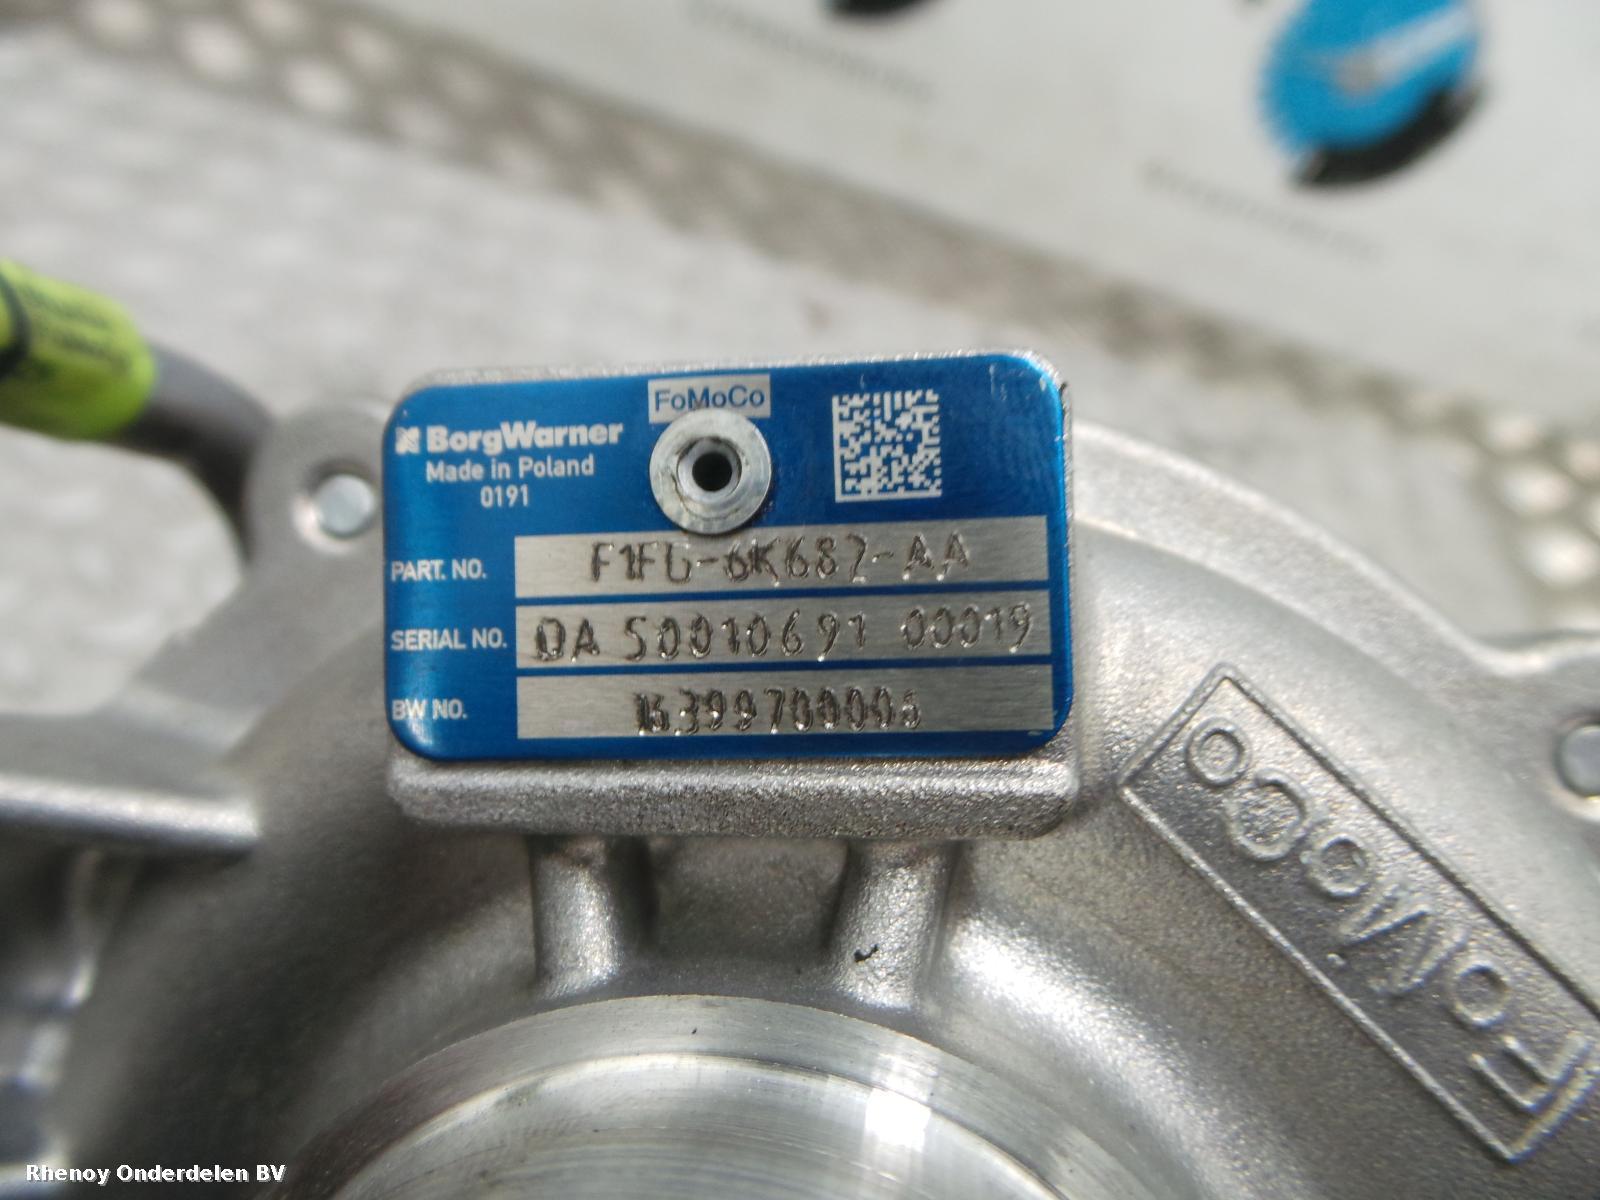 FoMoCo
BorgWarner
Made in Poland
0191
PART. NO. F1FG-6K682-AA
SERIAL NO. DA 50010691 00019
BW NO. 16399700006
FoMoCo
Rhenoy Onderdelen BV